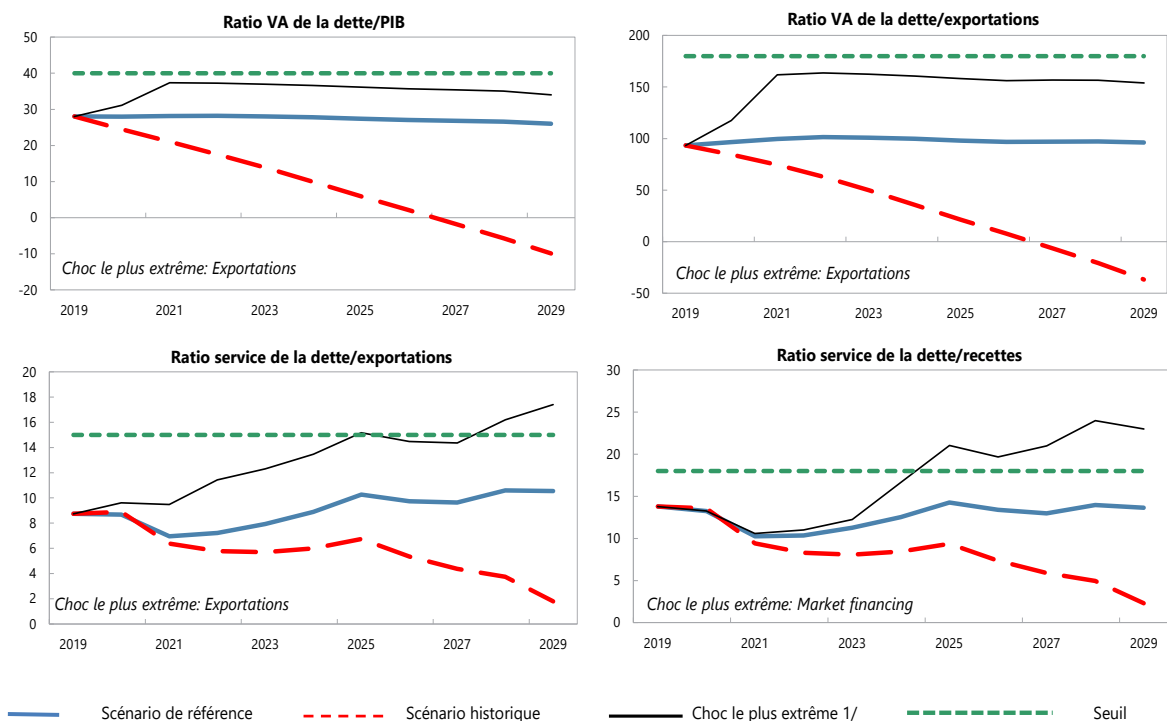 Ratio VA de la dette/PIB
50
40
30
20
10
0
-10
-20
Choc le plus extrême: Exportations
2019 2021 2023 2025 2027 2029
Ratio VA de la dette/exportations
200
150
100
50
0
-50
Choc le plus extrême: Exportations
2019 2021 2023 2025 2027 2029
Ratio service de la dette/exportations
20
18
16
14
12
10
8
6
4
2
0
Choc le plus extrême: Exportations
2019 2021 2023 2025 2027 2029
Ratio service de la dette/recettes
30
25
20
15
10
5
0
Choc le plus extrême: Market financing
2019 2021 2023 2025 2027 2029
Scénario de référence Scénario historique Choc le plus extrême 1/ Seuil